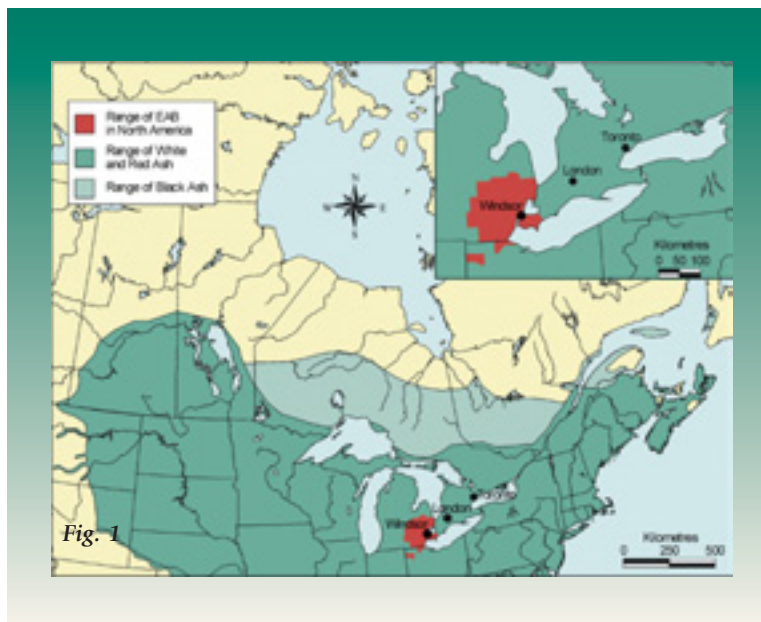 Range of EAB
in North America
Range of White
and Red Ash
Range of Black Ash
N
E
S
Toronto
London
Windsor
Kilometres
0 50 100
Toronto
London
Windsor
Fig. 1
Kilometres
0 250 500